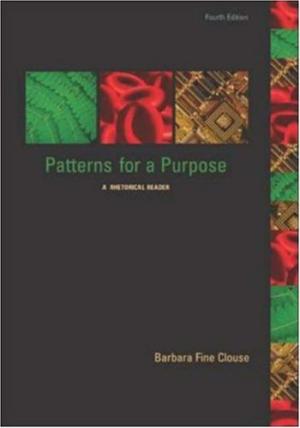 Fourth Edition
Patterns for a Purpose
A RHETORICAL READER
Barbara Fine Clouse